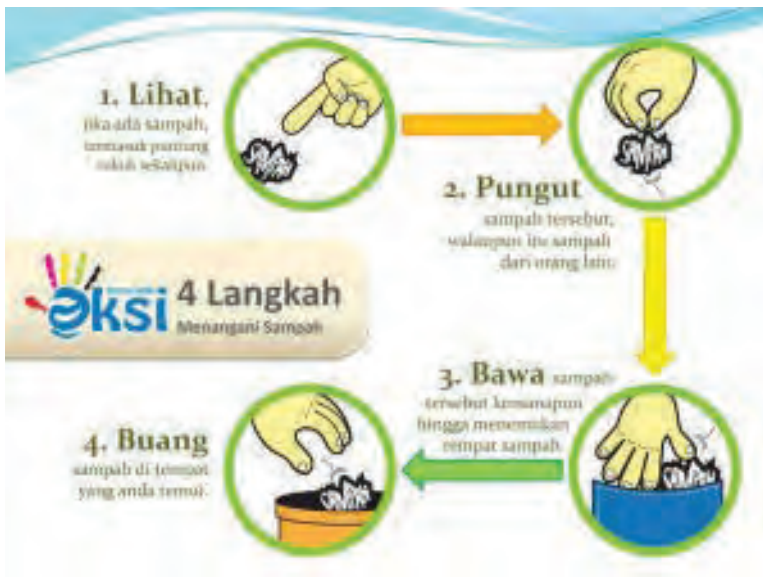 1. Lihat,
jika ada sampah,
termasuk puntung
rokok sekalipun.
2. Pungut
sampah tersebut,
walaupun itu sampah
dari orang lain.
aksi 4 Langkah
Menangani Sampah
3. Bawa sampah
tersebut kemanapun
hingga menemukan
tempat sampah.
4. Buang
sampah di tempat
yang anda temui.